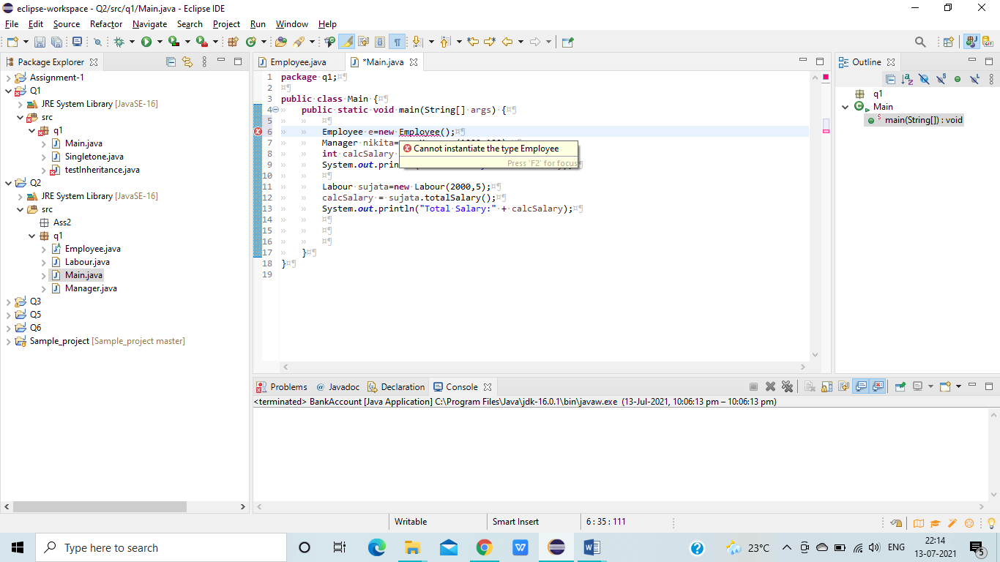 eclipse-workspace - Q2/src/q1/Main.java - Eclipse IDE
File Edit Source Refactor Navigate Search Project Run Window Help
Package Explorer
Assignment-1
Q1
JRE System Library [JavaSE-16]
src
q1
Main.java
Singletone.java
testInheritance.java
Q2
JRE System Library [JavaSE-16]
src
Ass2
q1
Employee.java
Labour.java
Main.java
Manager.java
Q3
Q5
Q6
Sample_project [Sample_project master]
Employee.java *Main.java
1 package q1;
2
3 public class Main {
4 public static void main(String[] args) {
5
6 Employee e=new Employee();
7 Manager nikita=
8 int calcSalary
9 System.out.print
10
11 Labour sujata=new Labour(2000,5);
12 calcSalary = sujata.totalSalary();
13 System.out.println("Total Salary:" + calcSalary);
14
15
16
17 }
18 }
19
Cannot instantiate the type Employee
Press 'F2' for focus
Outline
q1
Main
main(String[]) : void
Problems @ Javadoc Declaration Console
<terminated> BankAccount [Java Application] C:\Program Files\Java\jdk-16.0.1\bin\javaw.exe (13-Jul-2021, 10:06:13 pm – 10:06:13 pm)
Writable Smart Insert 6 : 35 : 111
Type here to search
23°C ENG 22:14
13-07-2021
5